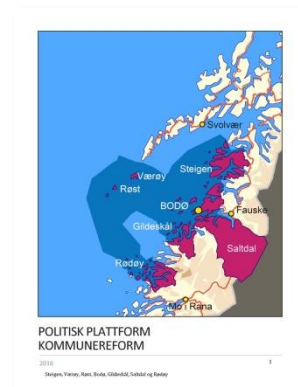 Svolvær
Steigen
Værøy
Røst
BODØ
Fauske
Gildeskål
Saltdal
Rødøy
Mo i Rana
POLITISK PLATTFORM
KOMMUNEREFORM
2016 1
Steigen, Værøy, Røst, Bodø, Gildeskål, Saltdal og Rødøy